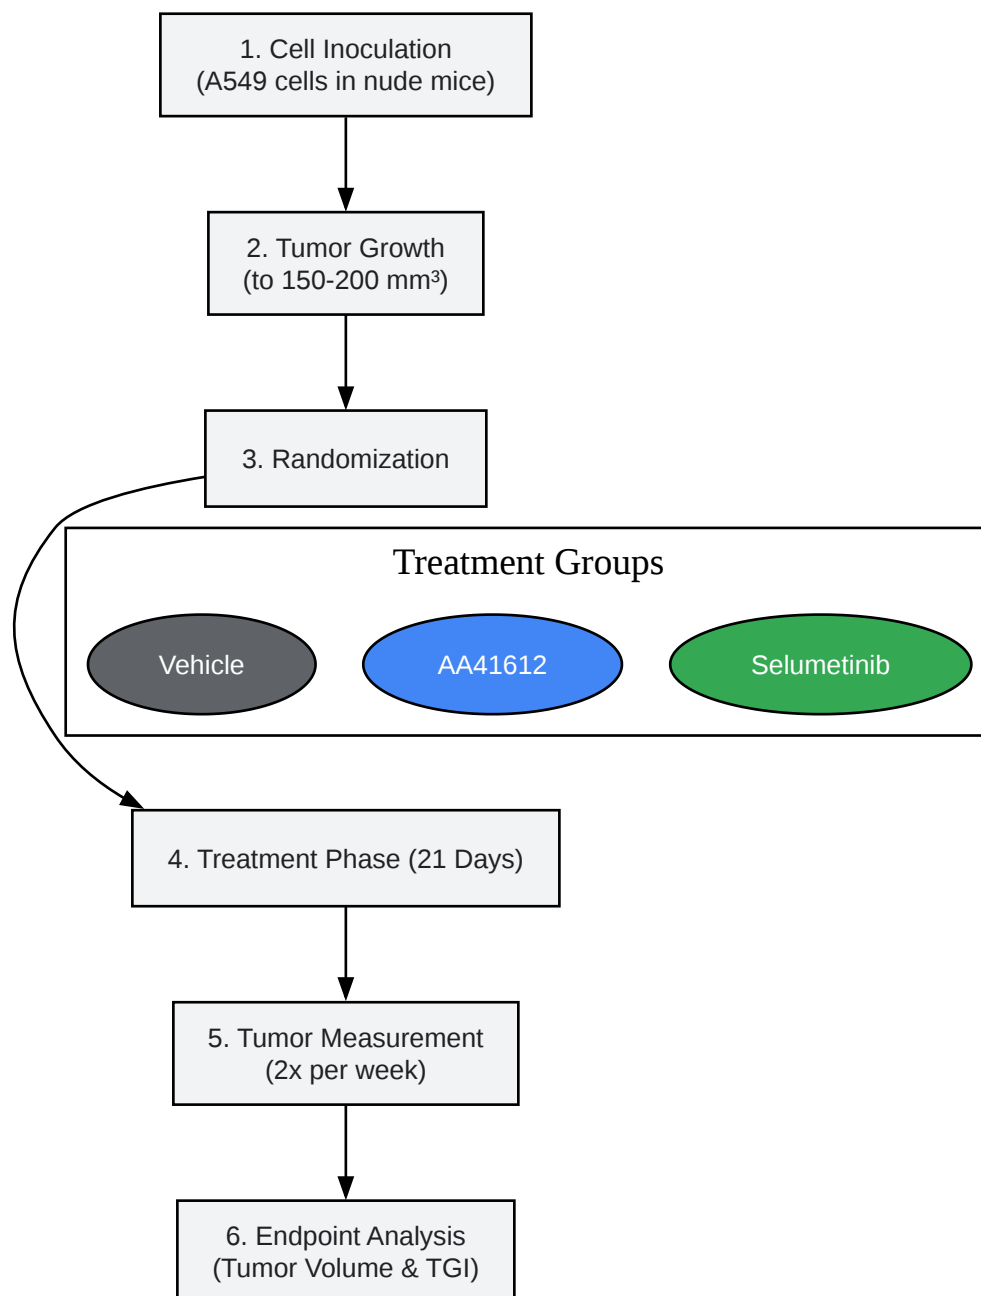 1. Cell Inoculation
(A549 cells in nude mice)
2. Tumor Growth
(to 150-200 mm³)
3. Randomization
Treatment Groups
Vehicle
AA41612
Selumetinib
4. Treatment Phase (21 Days)
5. Tumor Measurement
(2x per week)
6. Endpoint Analysis
(Tumor Volume & TGI)